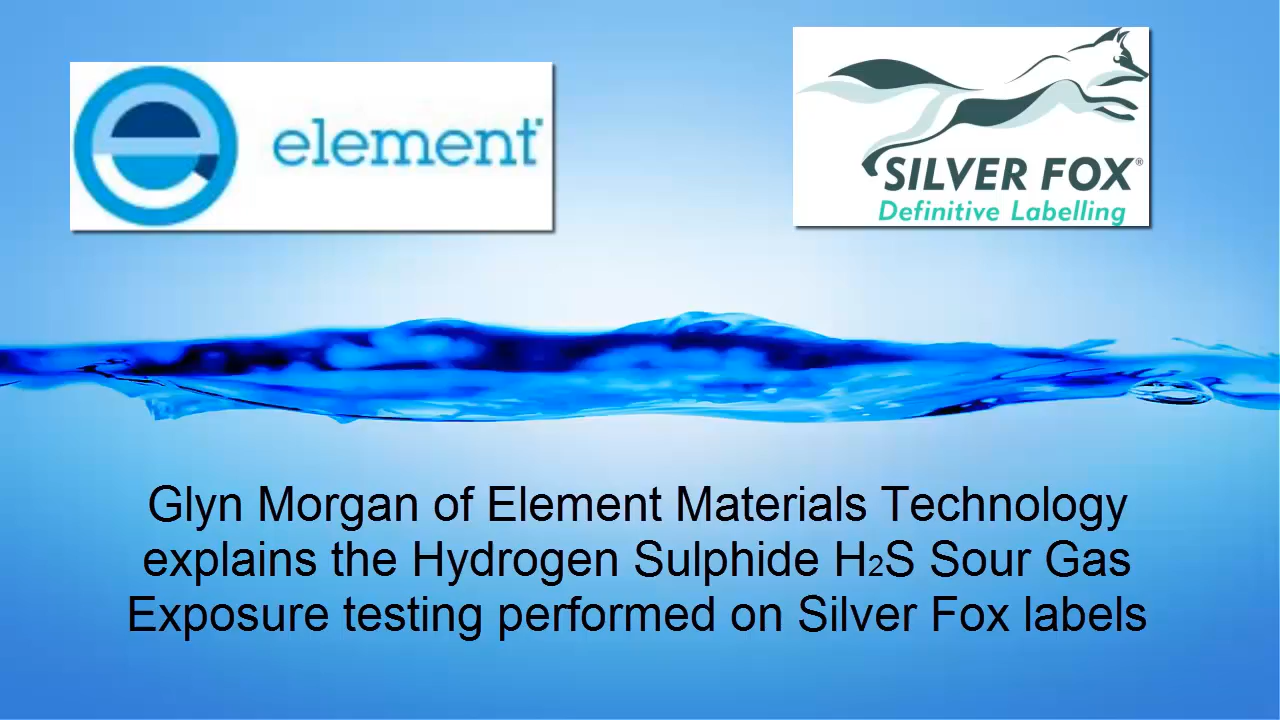 element
SILVER FOX®
Definitive Labelling
Glyn Morgan of Element Materials Technology
explains the Hydrogen Sulphide H₂S Sour Gas
Exposure testing performed on Silver Fox labels